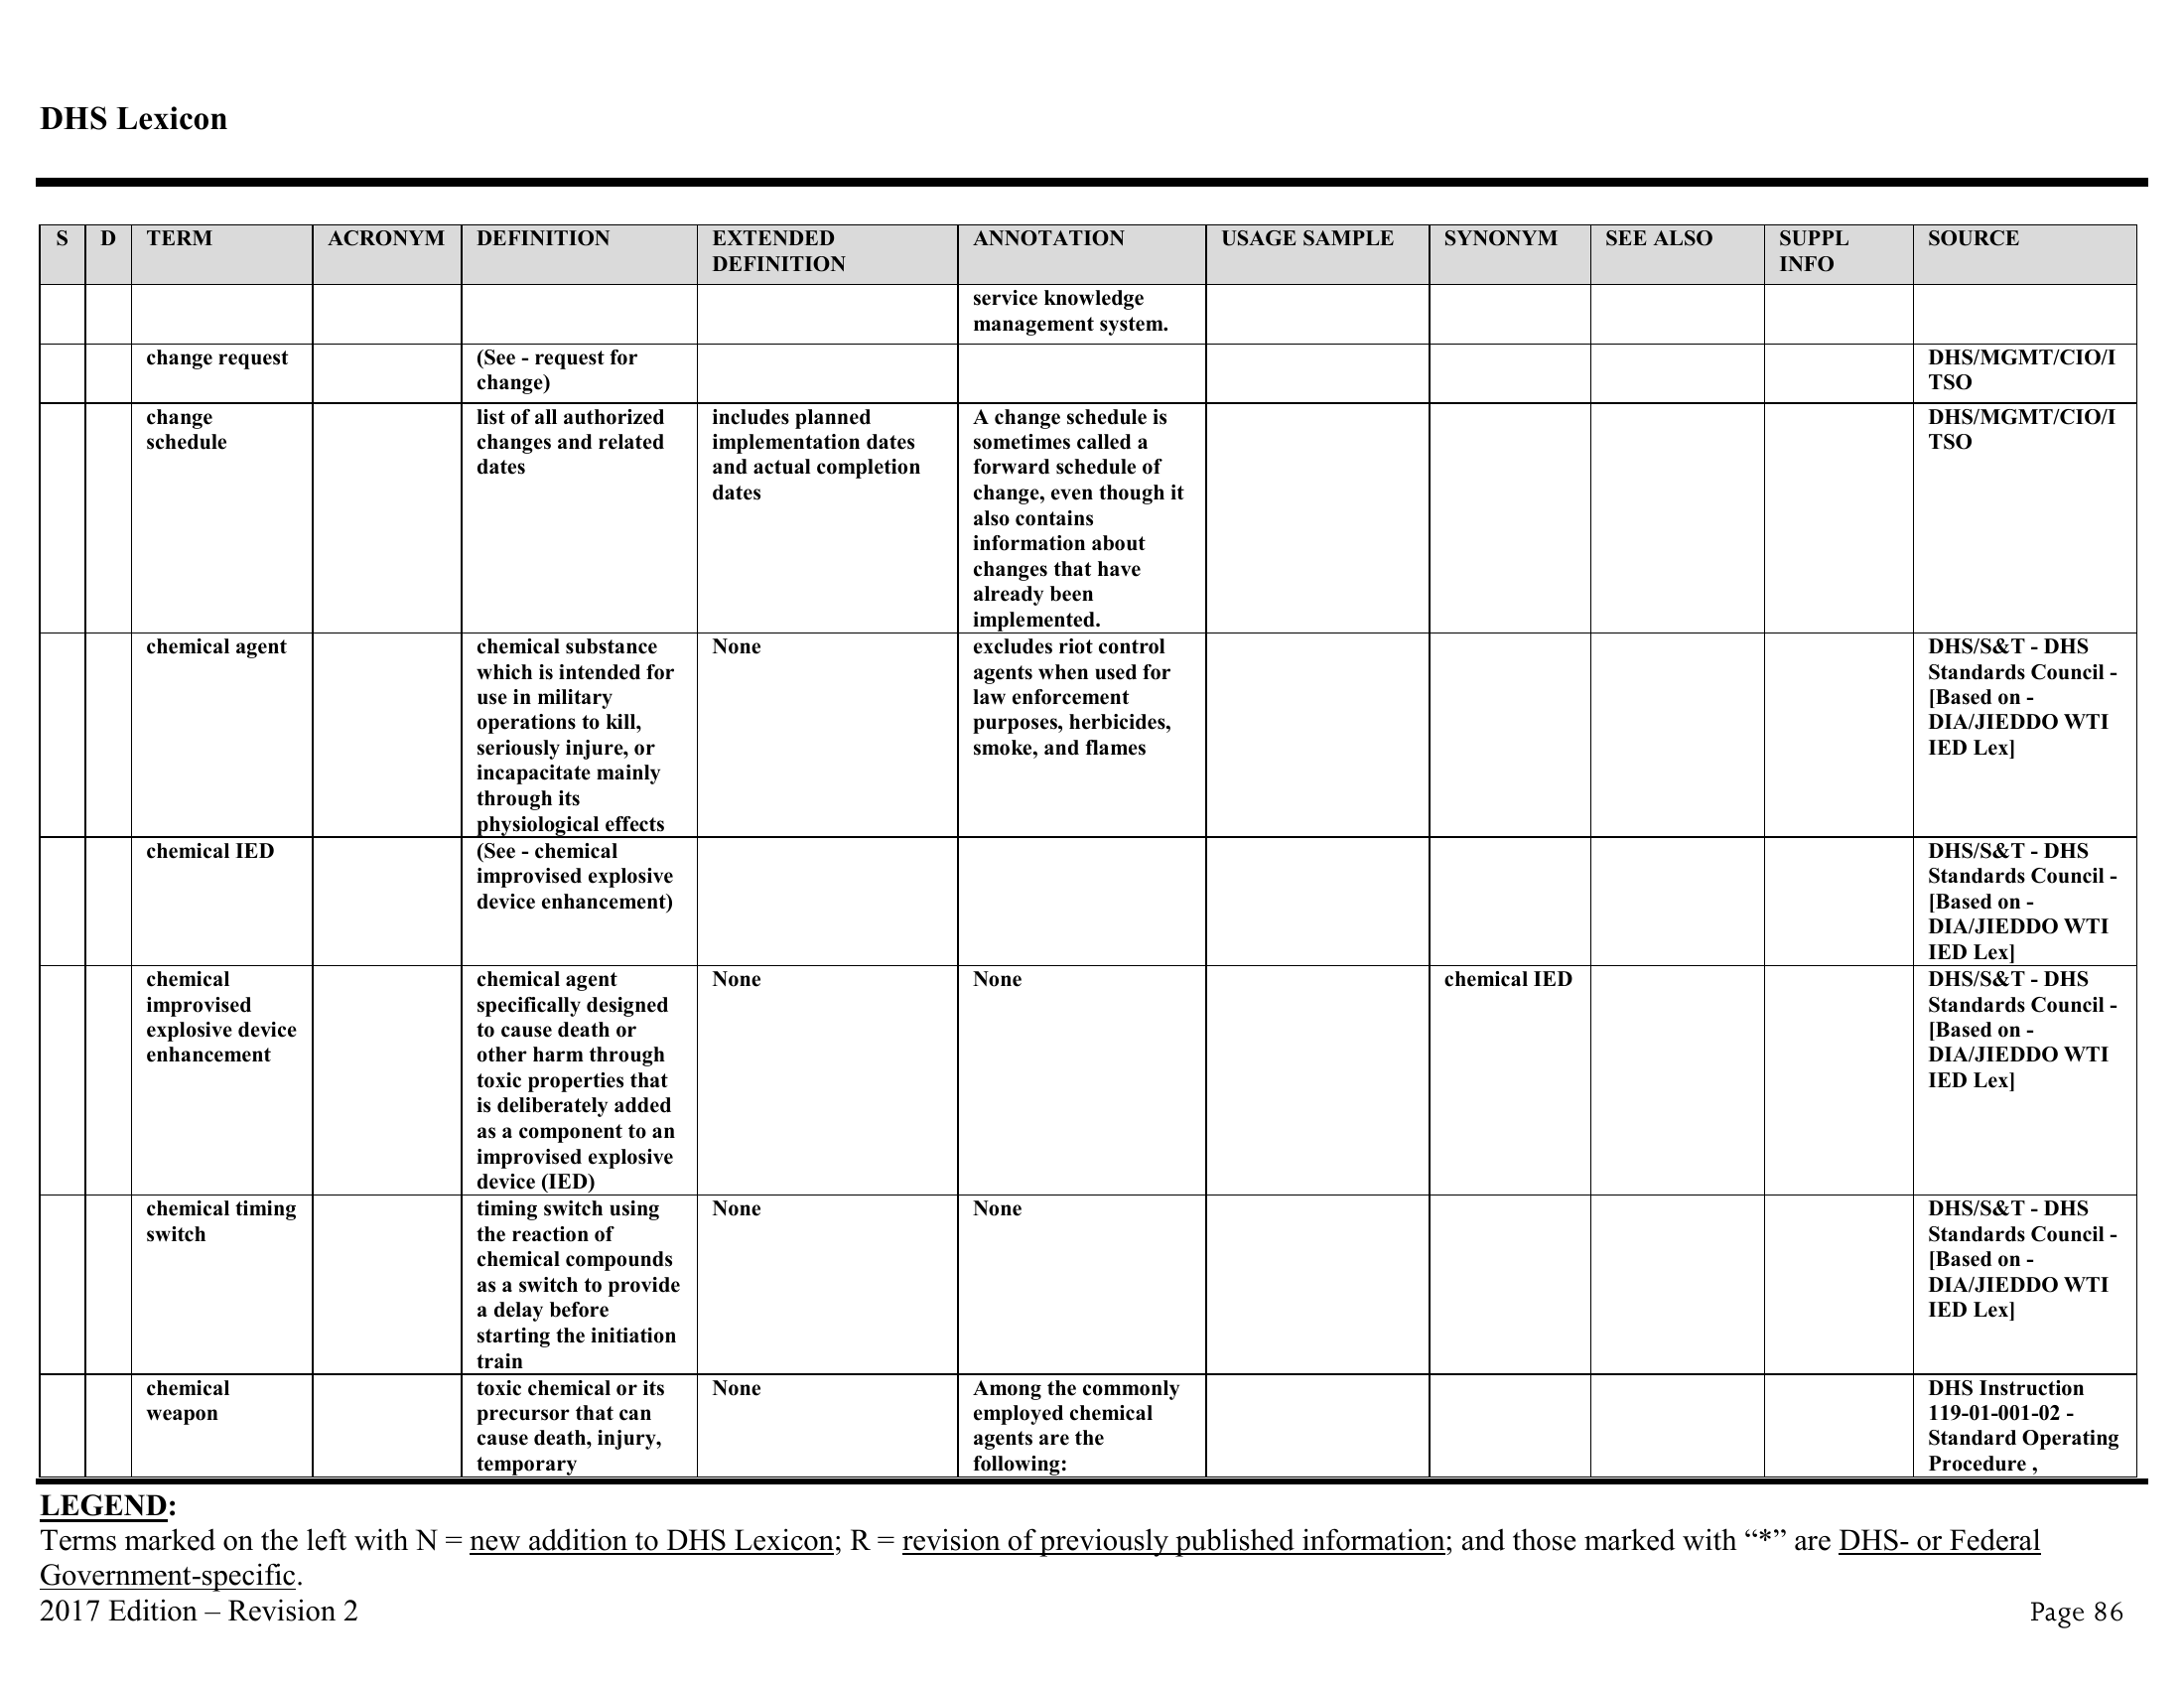 DHS Lexicon
S D TERM ACRONYM DEFINITION EXTENDED DEFINITION ANNOTATION USAGE SAMPLE SYNONYM SEE ALSO SUPPL INFO SOURCE
service knowledge
management system.
change request
(See - request for
change)
DHS/MGMT/CIO/I
TSO
change
schedule
list of all authorized
changes and related
dates
includes planned
implementation dates
and actual completion
dates
A change schedule is
sometimes called a
forward schedule of
change, even though it
also contains
information about
changes that have
already been
implemented.
DHS/MGMT/CIO/I
TSO
chemical agent
chemical substance
which is intended for
use in military
operations to kill,
seriously injure, or
incapacitate mainly
through its
physiological effects
None
excludes riot control
agents when used for
law enforcement
purposes, herbicides,
smoke, and flames
DHS/S&T - DHS
Standards Council -
[Based on -
DIA/JIEDDO WTI
IED Lex]
chemical IED
(See - chemical
improvised explosive
device enhancement)
DHS/S&T - DHS
Standards Council -
[Based on -
DIA/JIEDDO WTI
IED Lex]
chemical
improvised
explosive device
enhancement
chemical agent
specifically designed
to cause death or
other harm through
toxic properties that
is deliberately added
as a component to an
improvised explosive
device (IED)
None
None
chemical IED
DHS/S&T - DHS
Standards Council -
[Based on -
DIA/JIEDDO WTI
IED Lex]
chemical timing
switch
timing switch using
the reaction of
chemical compounds
as a switch to provide
a delay before
starting the initiation
train
None
None
DHS/S&T - DHS
Standards Council -
[Based on -
DIA/JIEDDO WTI
IED Lex]
chemical
weapon
toxic chemical or its
precursor that can
cause death, injury,
temporary
None
Among the commonly
employed chemical
agents are the
following:
DHS Instruction
119-01-001-02 -
Standard Operating
Procedure ,
LEGEND:
Terms marked on the left with N = new addition to DHS Lexicon; R = revision of previously published information; and those marked with “*” are DHS- or Federal
Government-specific.
2017 Edition – Revision 2
Page 86